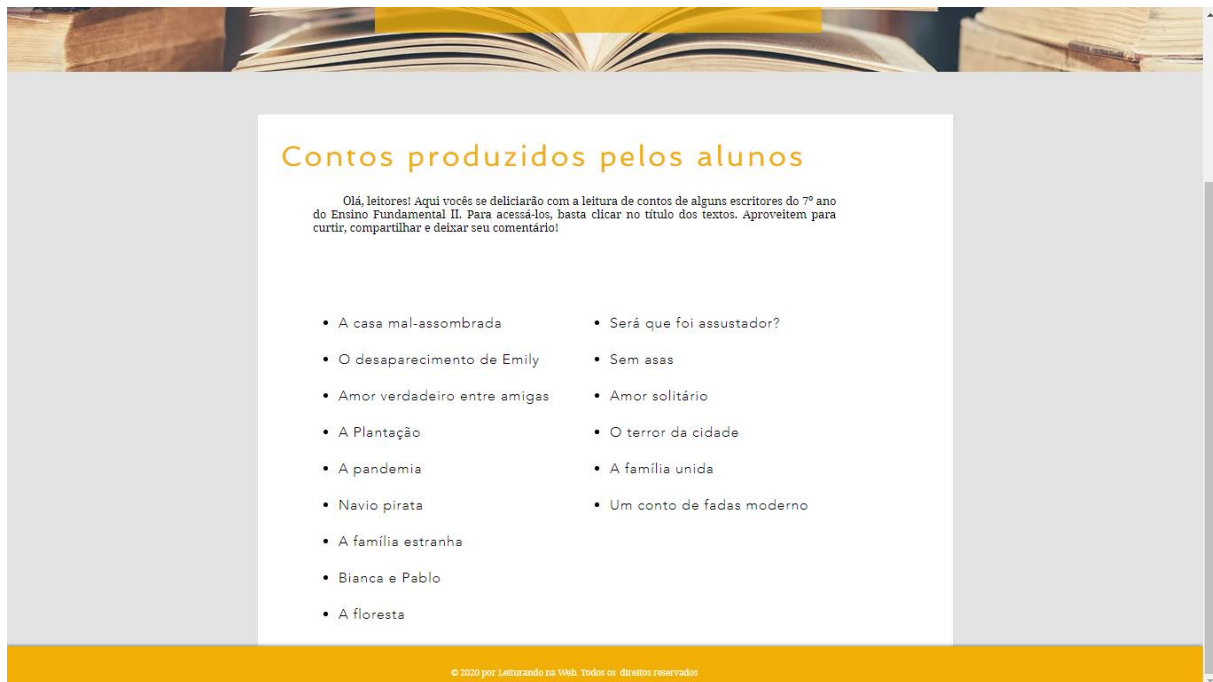 Contos produzidos pelos alunos
Olá, leitores! Aqui vocês se deliciarão com a leitura de contos de alguns escritores do 7º ano
do Ensino Fundamental II. Para acessá-los, basta clicar no título dos textos. Aproveitem para
curtir, compartilhar e deixar seu comentário!
A casa mal-assombrada
O desaparecimento de Emily
Amor verdadeiro entre amigas
A Plantação
A pandemia
Navio pirata
A família estranha
Bianca e Pablo
A floresta
Será que foi assustador?
Sem asas
Amor solitário
O terror da cidade
A família unida
Um conto de fadas moderno
© 2020 por Leiturando na Web. Todos os direitos reservados